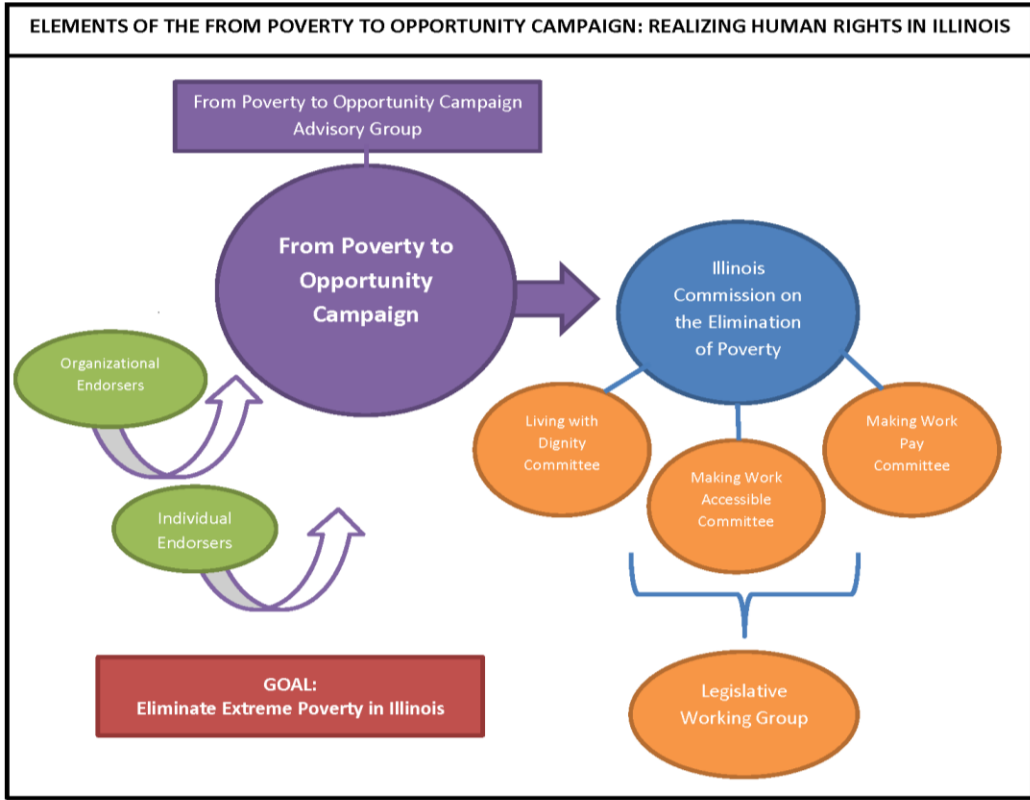 ELEMENTS OF THE FROM POVERTY TO OPPORTUNITY CAMPAIGN: REALIZING HUMAN RIGHTS IN ILLINOIS
From Poverty to Opportunity Campaign
Advisory Group
From Poverty to
Opportunity
Campaign
Illinois
Commission on
the Elimination
of Poverty
Organizational
Endorsers
Individual
Endorsers
Living with
Dignity
Committee
Making Work
Accessible
Committee
Making Work
Pay
Committee
Legislative
Working Group
GOAL:
Eliminate Extreme Poverty in Illinois